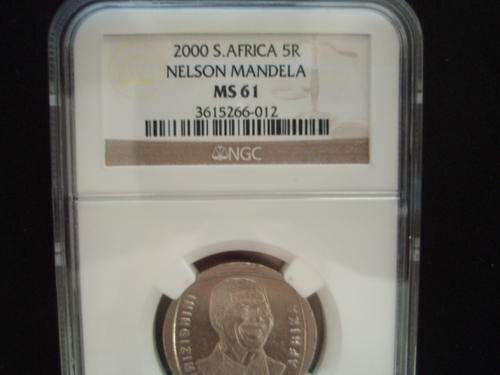 2000 S.AFRICA 5R
NELSON MANDELA
MS 61
3615266-012
NGC